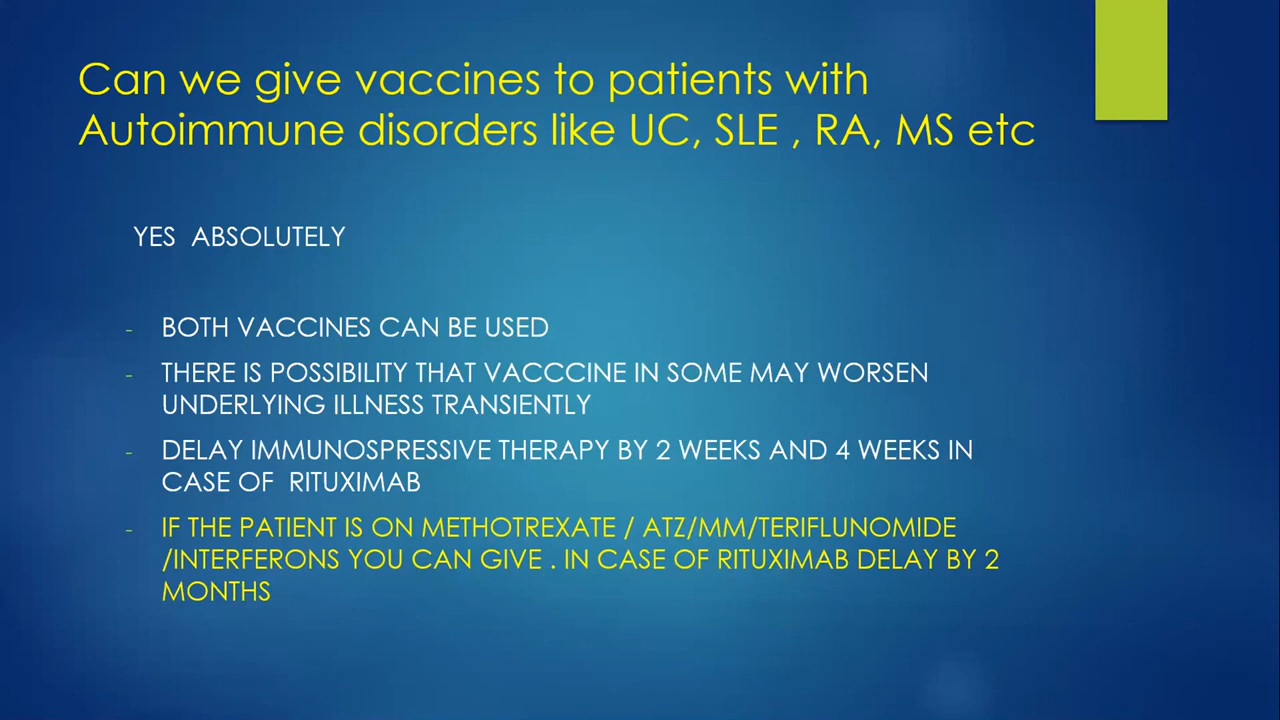 Can we give vaccines to patients with
Autoimmune disorders like UC, SLE , RA, MS etc
YES ABSOLUTELY
- BOTH VACCINES CAN BE USED
- THERE IS POSSIBILITY THAT VACCCINE IN SOME MAY WORSEN
UNDERLYING ILLNESS TRANSIENTLY
- DELAY IMMUNOSPRESSIVE THERAPY BY 2 WEEKS AND 4 WEEKS IN
CASE OF RITUXIMAB
- IF THE PATIENT IS ON METHOTREXATE / ATZ/MM/TERIFLUNOMIDE
/INTERFERONS YOU CAN GIVE . IN CASE OF RITUXIMAB DELAY BY 2
MONTHS